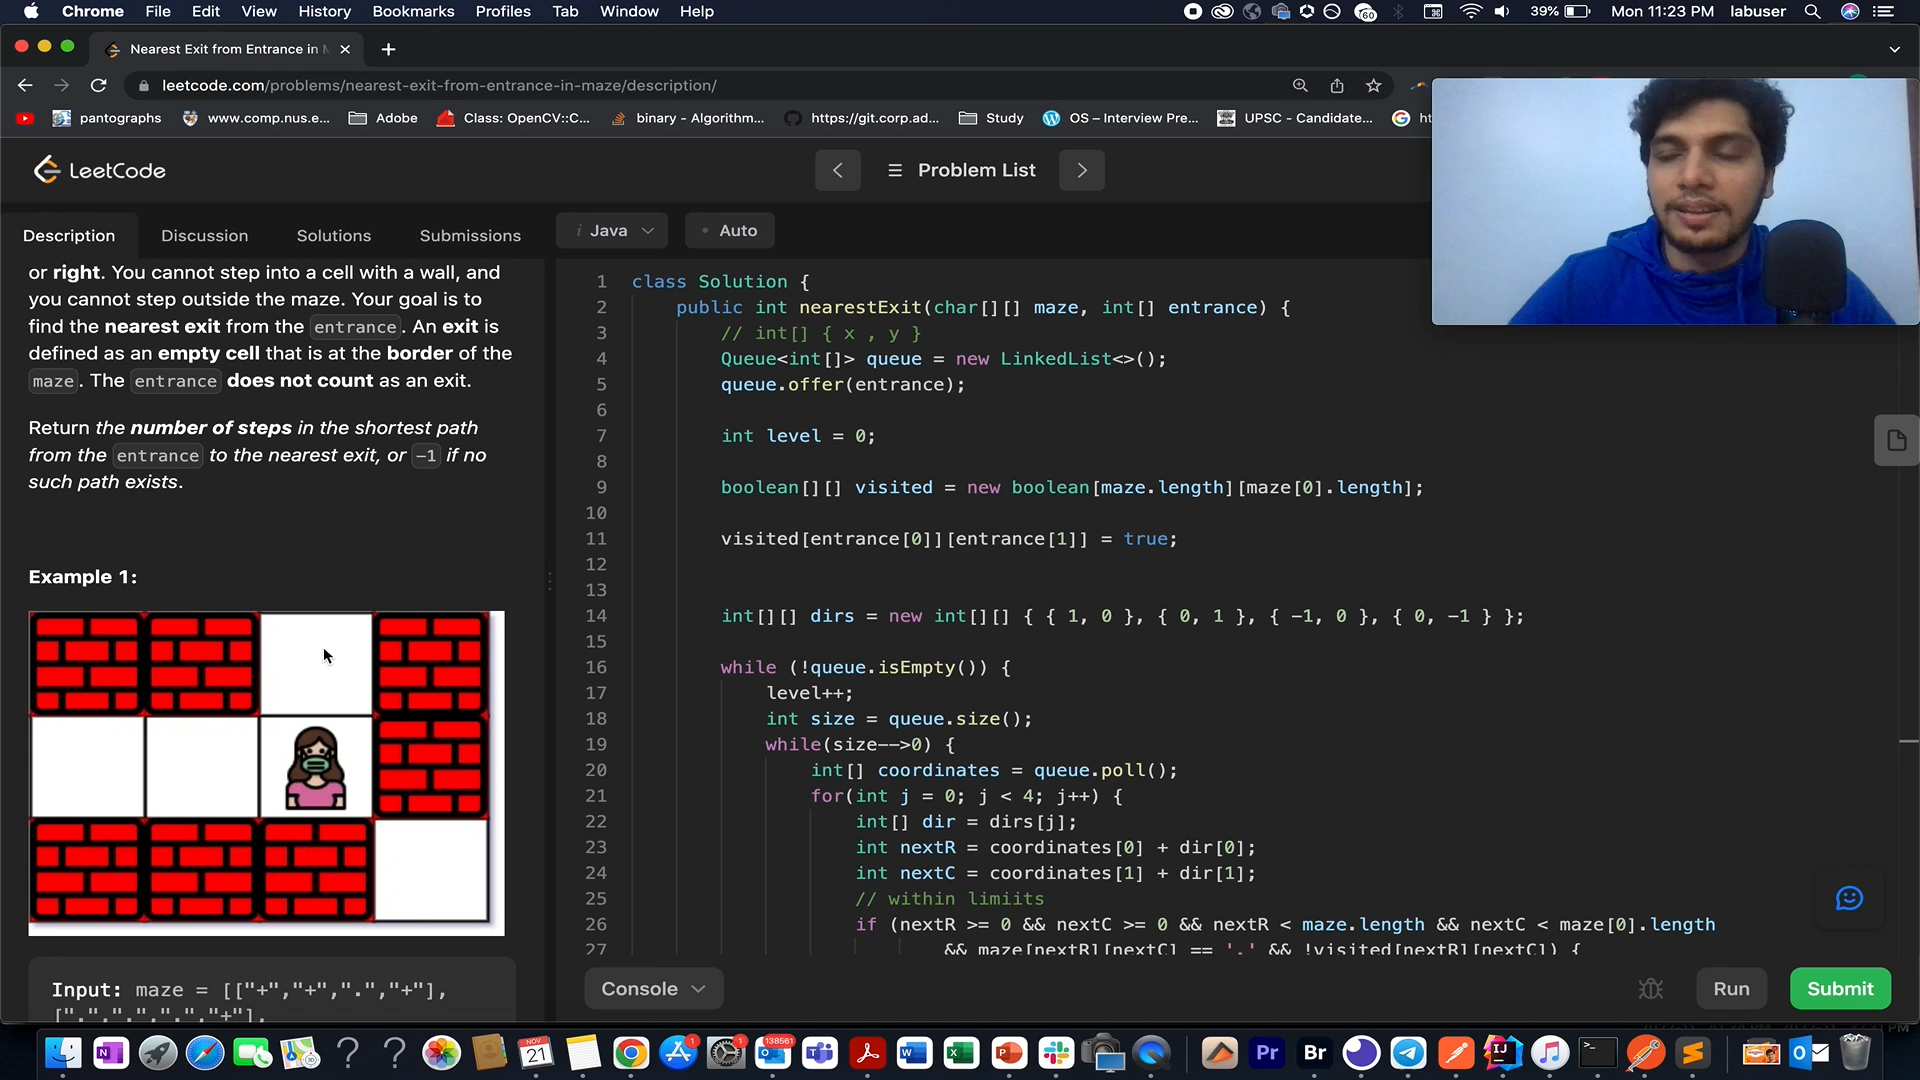 Chrome File Edit View History Bookmarks Profiles Tab Window Help
60 39% Mon 11:23 PM labuser
Nearest Exit from Entrance in
leetcode.com/problems/nearest-exit-from-entrance-in-maze/description/
pantographs www.comp.nus.e... Adobe Class: OpenCV::C... binary - Algorithm... https://git.corp.ad... Study OS – Interview Pre... UPSC - Candidate... ht...
LeetCode
Problem List
Description Discussion Solutions Submissions
i Java Auto
or right. You cannot step into a cell with a wall, and
you cannot step outside the maze. Your goal is to
find the nearest exit from the entrance. An exit is
defined as an empty cell that is at the border of the
maze. The entrance does not count as an exit.
Return the number of steps in the shortest path
from the entrance to the nearest exit, or -1 if no
such path exists.
Example 1:
Input: maze = [["+","+",".","+"],
[".",".",".","+"],
1 class Solution {
2 public int nearestExit(char[][] maze, int[] entrance) {
3 // int[] { x , y }
4 Queue<int[]> queue = new LinkedList<>();
5 queue.offer(entrance);
6
7 int level = 0;
8
9 boolean[][] visited = new boolean[maze.length][maze[0].length];
10
11 visited[entrance[0]][entrance[1]] = true;
12
13
14 int[][] dirs = new int[][] { { 1, 0 }, { 0, 1 }, { -1, 0 }, { 0, -1 } };
15
16 while (!queue.isEmpty()) {
17 level++;
18 int size = queue.size();
19 while(size-->0) {
20 int[] coordinates = queue.poll();
21 for(int j = 0; j < 4; j++) {
22 int[] dir = dirs[j];
23 int nextR = coordinates[0] + dir[0];
24 int nextC = coordinates[1] + dir[1];
25 // within limiits
26 if (nextR >= 0 && nextC >= 0 && nextR < maze.length && nextC < maze[0].length
27 && maze[nextR][nextC] == '.' && !visited[nextR][nextC]) {
Console
Run
Submit
NOV
21
1
1
138561
Pr
Br
IJ